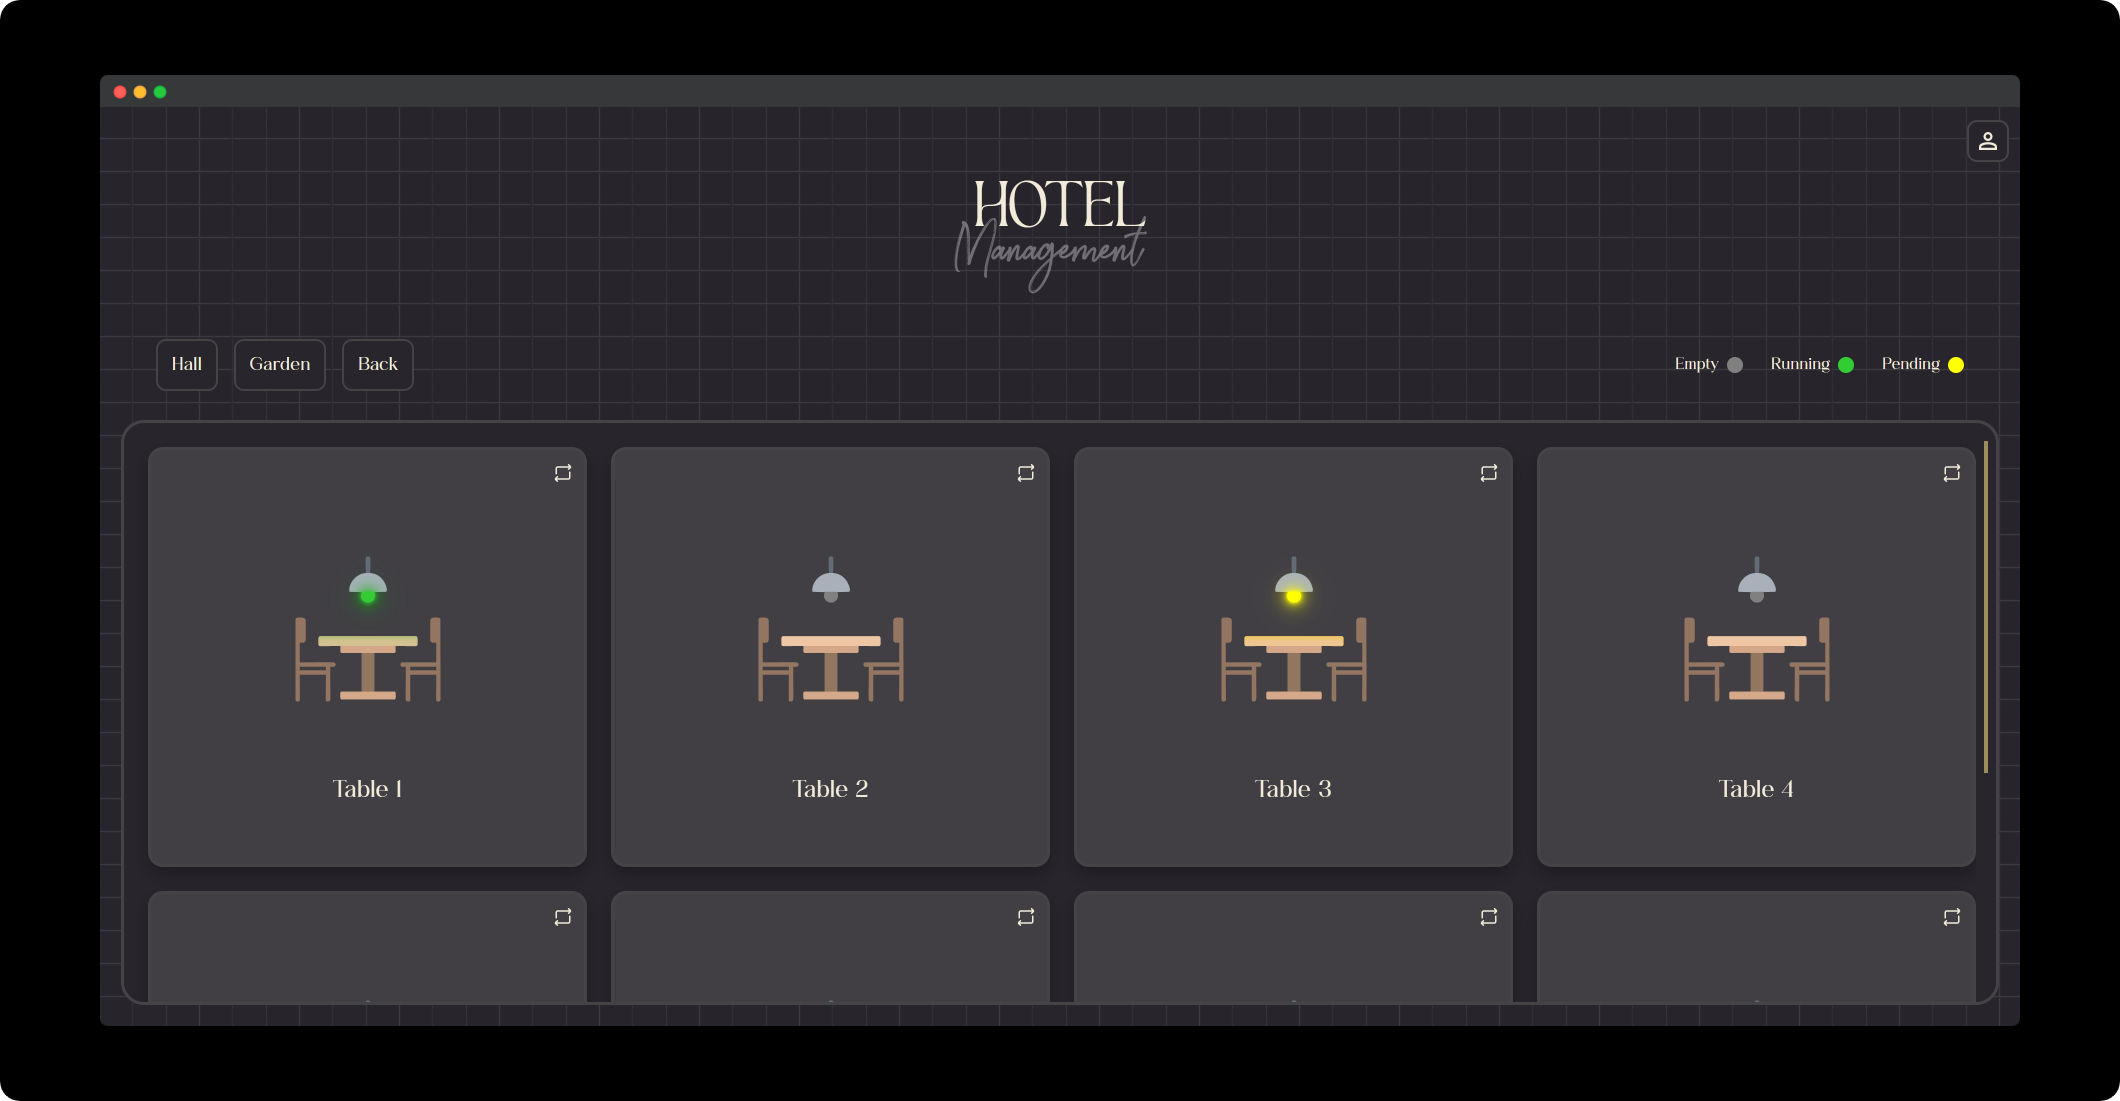 HOTEL
Management
Hall Garden Back Empty Running Pending
Table 1 Table 2 Table 3 Table 4